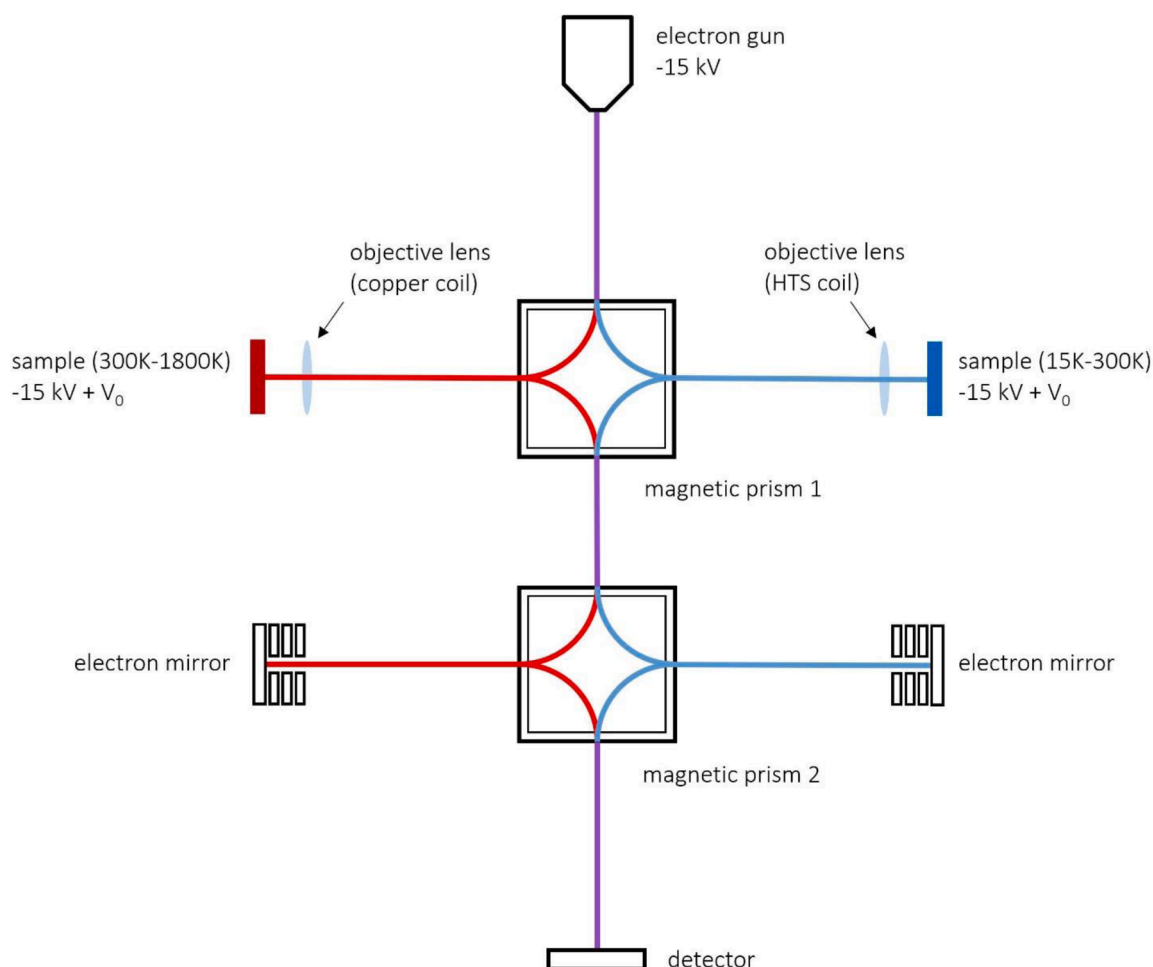 electron gun
-15 kV
objective lens
(copper coil)
objective lens
(HTS coil)
sample (300K-1800K)
-15 kV + V₀
sample (15K-300K)
-15 kV + V₀
magnetic prism 1
electron mirror
electron mirror
magnetic prism 2
detector